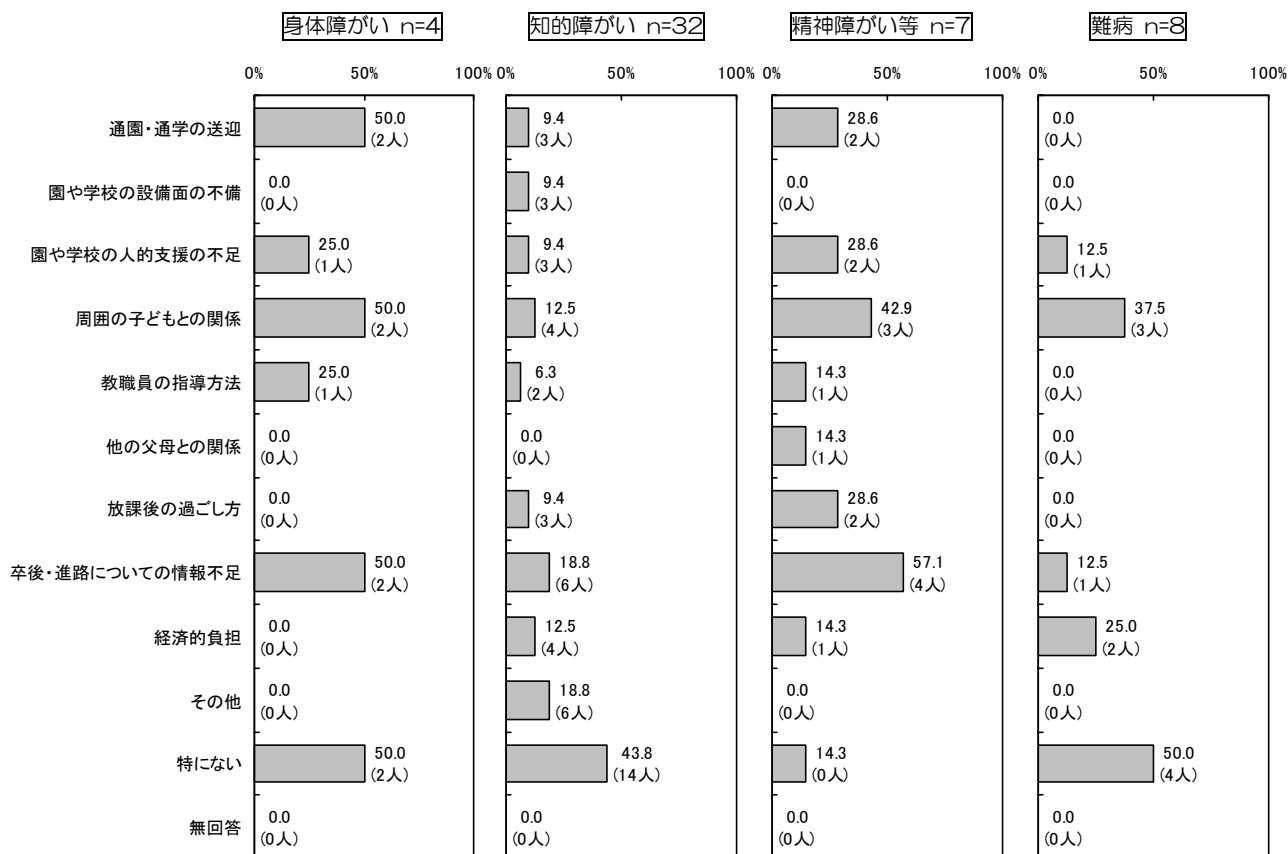 身体障がい n=4
知的障がい n=32
精神障がい等 n=7
難病 n=8
0% 50% 100%
0% 50% 100%
0% 50% 100%
0% 50% 100%
通園・通学の送迎
50.0
(2人)
9.4
(3人)
28.6
(2人)
0.0
(0人)
園や学校の設備面の不備
0.0
(0人)
9.4
(3人)
0.0
(0人)
0.0
(0人)
園や学校の人的支援の不足
25.0
(1人)
9.4
(3人)
28.6
(2人)
12.5
(1人)
周囲の子どもとの関係
50.0
(2人)
12.5
(4人)
42.9
(3人)
37.5
(3人)
教職員の指導方法
25.0
(1人)
6.3
(2人)
14.3
(1人)
0.0
(0人)
他の父母との関係
0.0
(0人)
0.0
(0人)
14.3
(1人)
0.0
(0人)
放課後の過ごし方
0.0
(0人)
9.4
(3人)
28.6
(2人)
0.0
(0人)
卒後・進路についての情報不足
50.0
(2人)
18.8
(6人)
57.1
(4人)
12.5
(1人)
経済的負担
0.0
(0人)
12.5
(4人)
14.3
(1人)
25.0
(2人)
その他
0.0
(0人)
18.8
(6人)
0.0
(0人)
0.0
(0人)
特にない
50.0
(2人)
43.8
(14人)
14.3
(0人)
50.0
(4人)
無回答
0.0
(0人)
0.0
(0人)
0.0
(0人)
0.0
(0人)